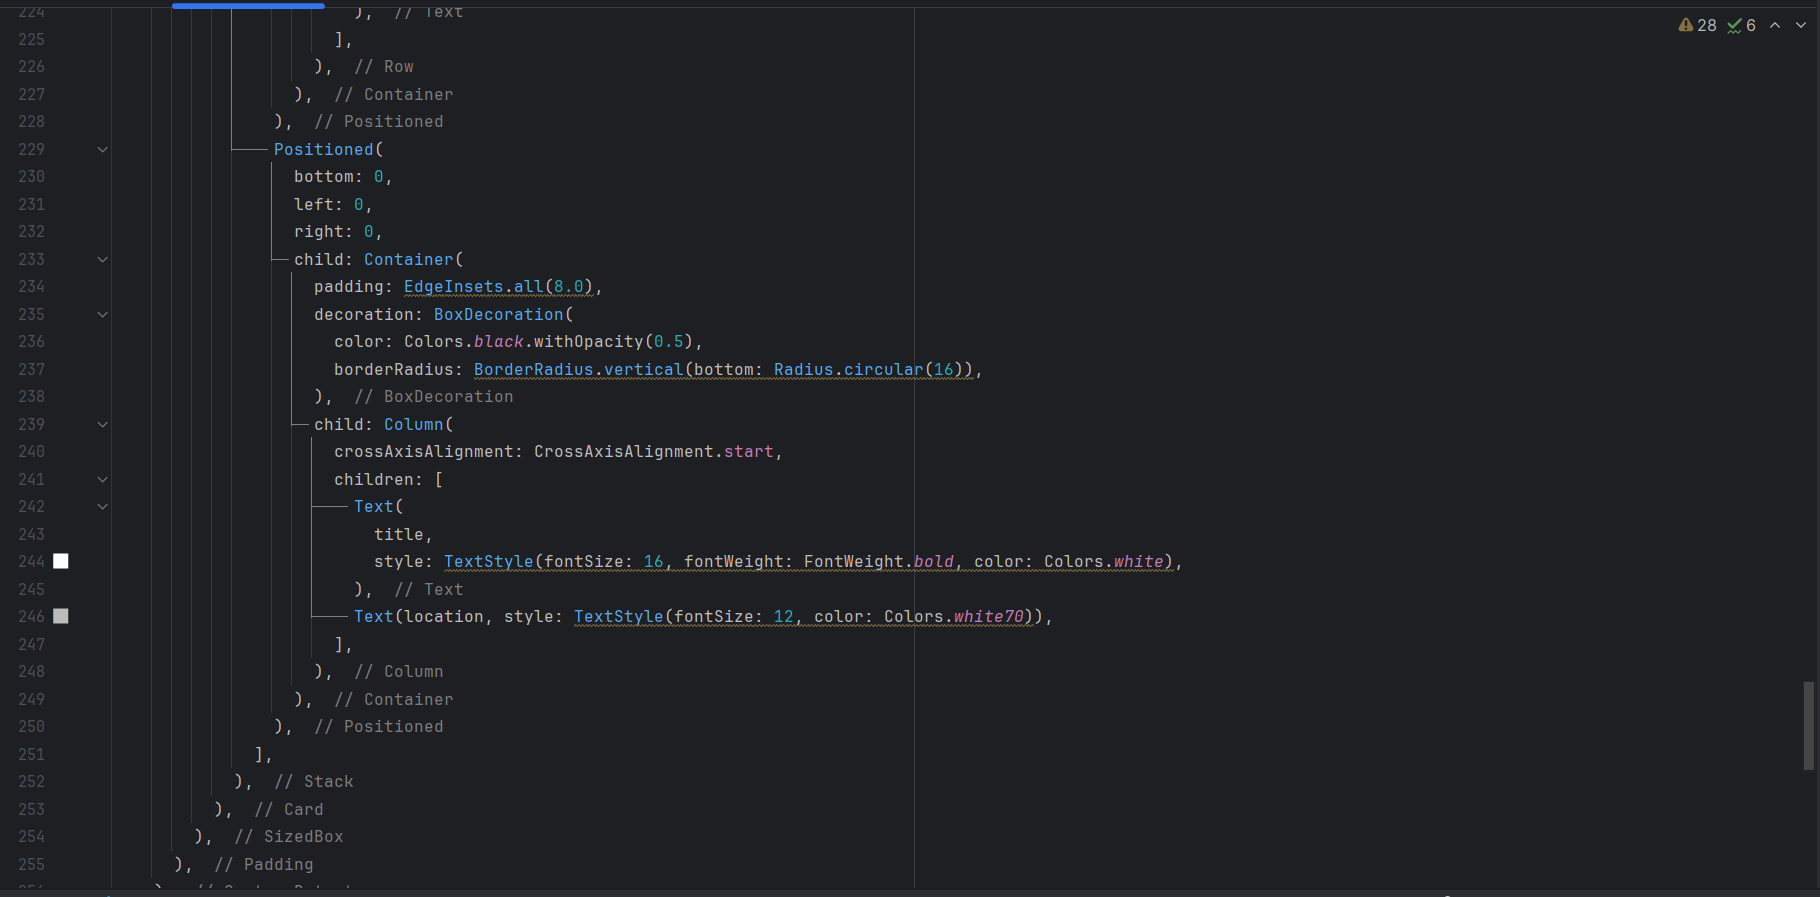 224 ), // Text
28 6
225 ],
226 ), // Row
227 ), // Container
228 ), // Positioned
229 Positioned(
230 bottom: 0,
231 left: 0,
232 right: 0,
233 child: Container(
234 padding: EdgeInsets.all(8.0),
235 decoration: BoxDecoration(
236 color: Colors.black.withOpacity(0.5),
237 borderRadius: BorderRadius.vertical(bottom: Radius.circular(16)),
238 ), // BoxDecoration
239 child: Column(
240 crossAxisAlignment: CrossAxisAlignment.start,
241 children: [
242 Text(
243 title,
244 style: TextStyle(fontSize: 16, fontWeight: FontWeight.bold, color: Colors.white),
245 ), // Text
246 Text(location, style: TextStyle(fontSize: 12, color: Colors.white70)),
247 ],
248 ), // Column
249 ), // Container
250 ), // Positioned
251 ],
252 ), // Stack
253 ), // Card
254 ), // SizedBox
255 ), // Padding